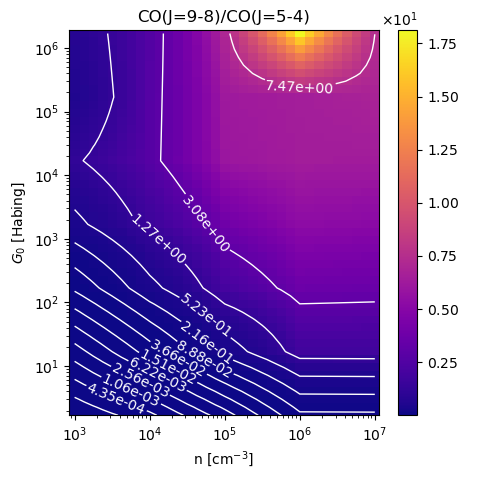 CO(J=9-8)/CO(J=5-4)
×10¹
10⁶
10⁵
10⁴
10³
10²
10¹
G₀ [Habing]
7.47e+00
3.08e+00
1.27e+00
5.23e-01
2.16e-01
8.88e-02
3.66e-02
1.51e-02
6.22e-03
2.56e-03
1.06e-03
4.35e-04
10³
10⁴
10⁵
10⁶
10⁷
n [cm⁻³]
1.75
1.50
1.25
1.00
0.75
0.50
0.25